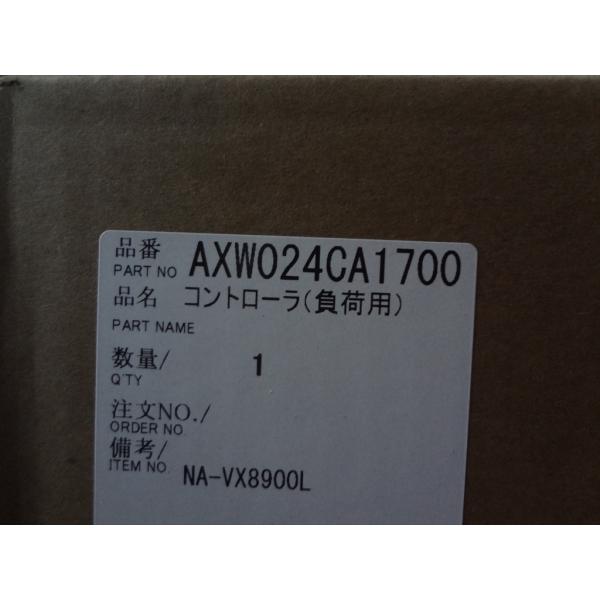 品番 AXW024CA1700
PART NO
品名 コントローラ(負荷用)
PART NAME
数量/ 1
Q'TY
注文NO./
ORDER NO.
備考/
ITEM NO. NA-VX8900L